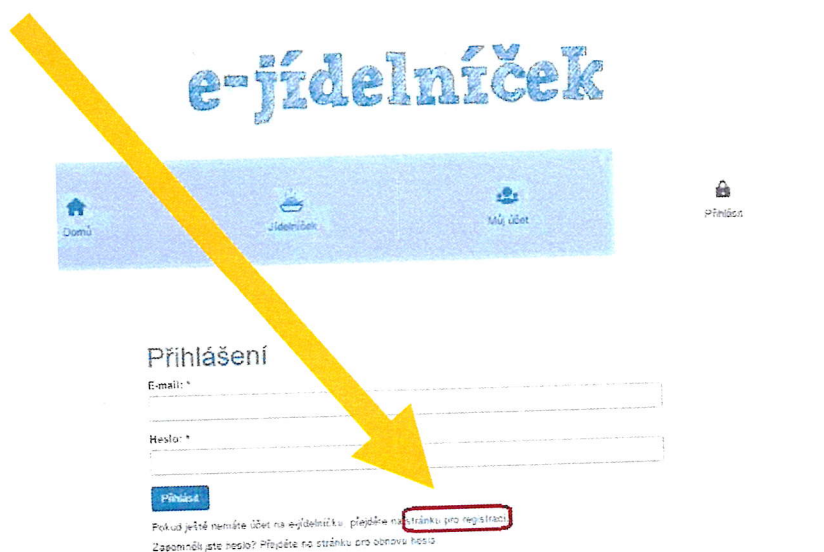 e-jídelníček
Domů
Jídelníček
Můj účet
Přihlásit
Přihlášení
E-mail: *
Heslo: *
Přihlásit
Pokud ještě nemáte účet na e-jídelníčku, přejděte na stránku pro registraci.
Zapomněli jste heslo? Přejděte na stránku pro obnovu hesla.